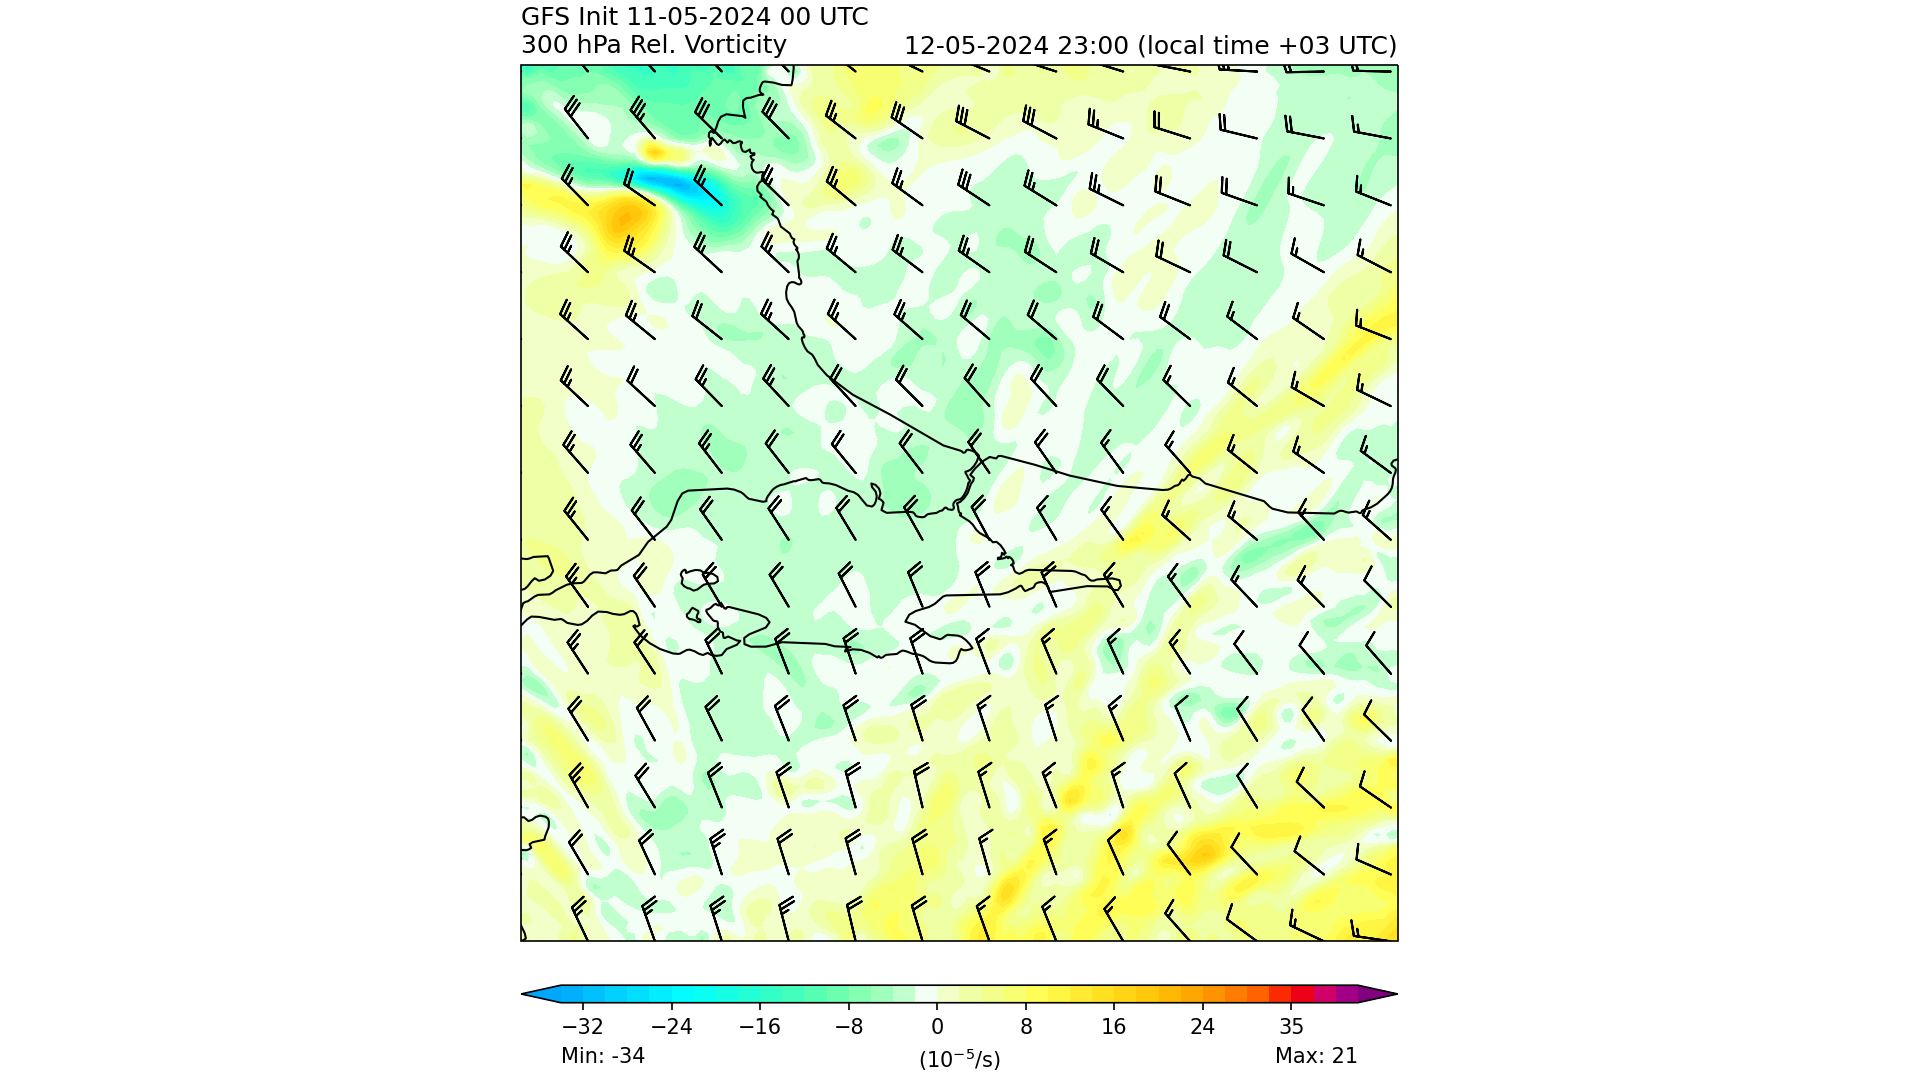 GFS Init 11-05-2024 00 UTC
300 hPa Rel. Vorticity
12-05-2024 23:00 (local time +03 UTC)
−32 −24 −16 −8 0 8 16 24 35
Min: -34 (10⁻⁵/s) Max: 21